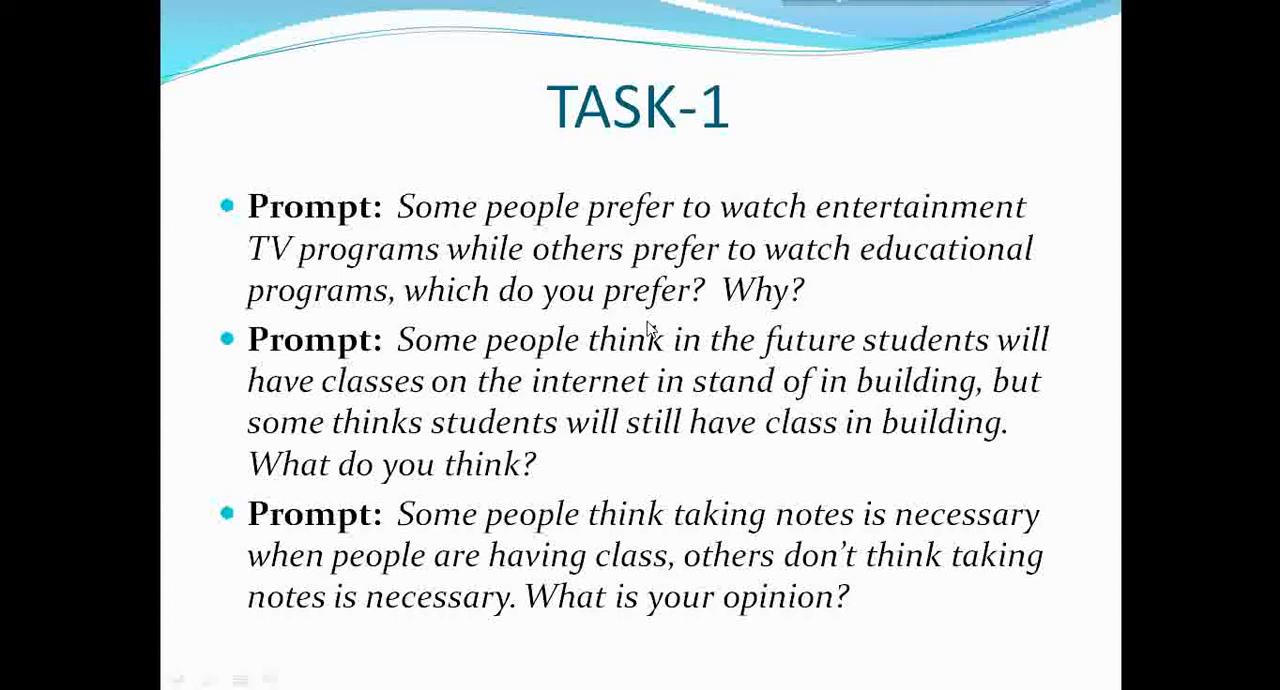 TASK-1
Prompt: Some people prefer to watch entertainment
TV programs while others prefer to watch educational
programs, which do you prefer? Why?
Prompt: Some people think in the future students will
have classes on the internet in stand of in building, but
some thinks students will still have class in building.
What do you think?
Prompt: Some people think taking notes is necessary
when people are having class, others don't think taking
notes is necessary. What is your opinion?